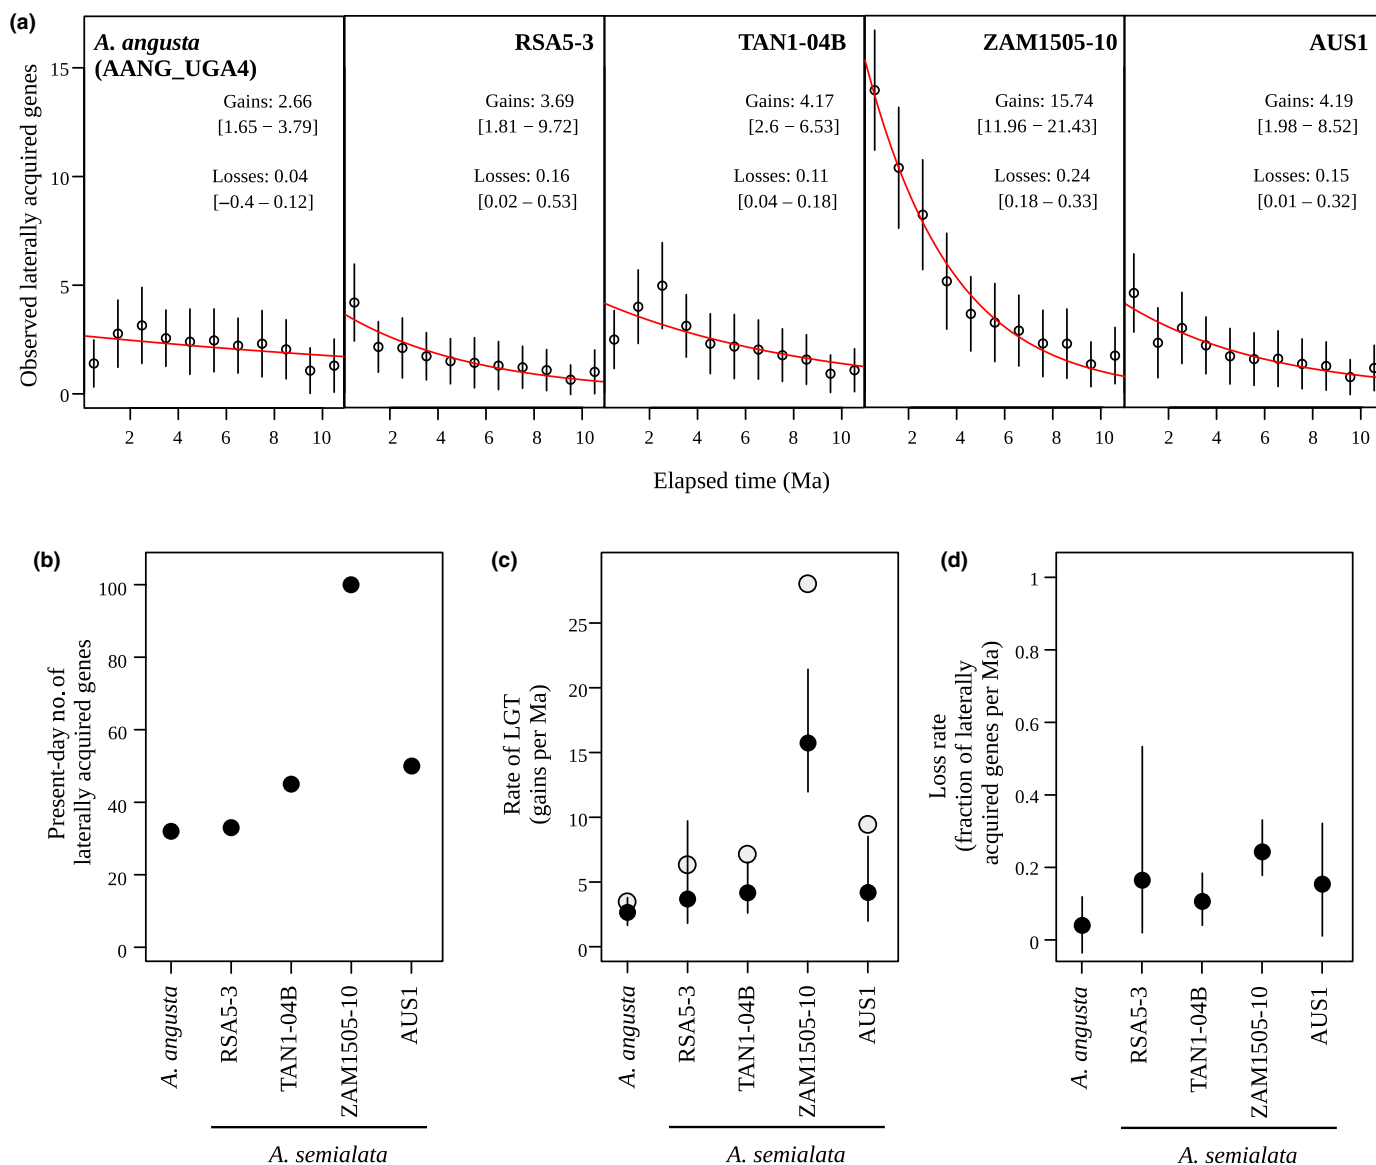 (a)
Observed laterally acquired genes
15
10
5
0
A. angusta
(AANG_UGA4)
Gains: 2.66
[1.65 – 3.79]
Losses: 0.04
[−0.4 – 0.12]
RSA5-3
Gains: 3.69
[1.81 – 9.72]
Losses: 0.16
[0.02 – 0.53]
TAN1-04B
Gains: 4.17
[2.6 – 6.53]
Losses: 0.11
[0.04 – 0.18]
ZAM1505-10
Gains: 15.74
[11.96 – 21.43]
Losses: 0.24
[0.18 – 0.33]
AUS1
Gains: 4.19
[1.98 – 8.52]
Losses: 0.15
[0.01 – 0.32]
2 4 6 8 10
2 4 6 8 10
2 4 6 8 10
2 4 6 8 10
2 4 6 8 10
Elapsed time (Ma)
(b)
Present-day no. of
laterally acquired genes
100
80
60
40
20
0
A. angusta
RSA5-3
TAN1-04B
ZAM1505-10
AUS1
A. semialata
(c)
Rate of LGT
(gains per Ma)
25
20
15
10
5
0
A. angusta
RSA5-3
TAN1-04B
ZAM1505-10
AUS1
A. semialata
(d)
Loss rate
(fraction of laterally
acquired genes per Ma)
1
0.8
0.6
0.4
0.2
0
A. angusta
RSA5-3
TAN1-04B
ZAM1505-10
AUS1
A. semialata